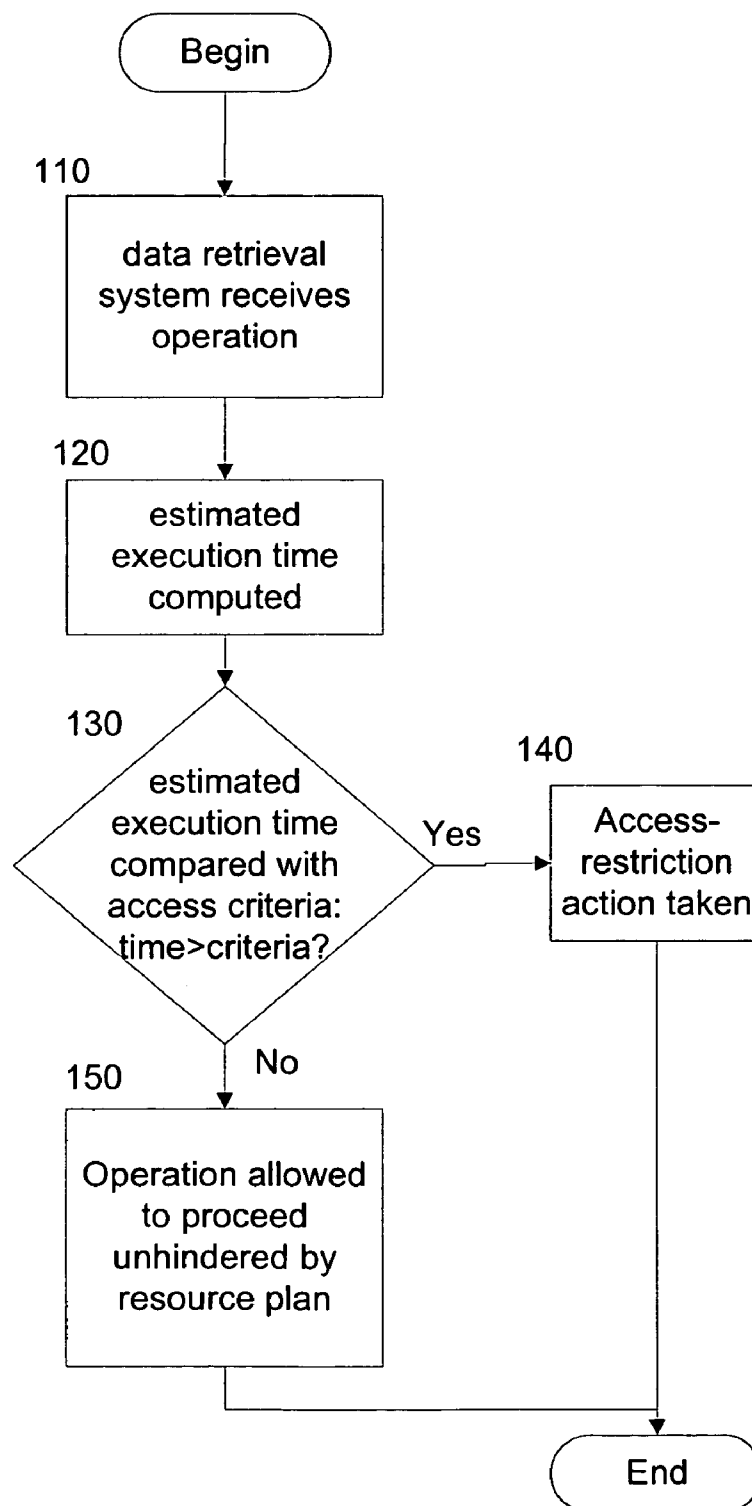 Begin
110
data retrieval
system receives
operation
120
estimated
execution time
computed
130
estimated
execution time
compared with
access criteria:
time>criteria?
Yes
140
Access-
restriction
action taken
No
150
Operation allowed
to proceed
unhindered by
resource plan
End